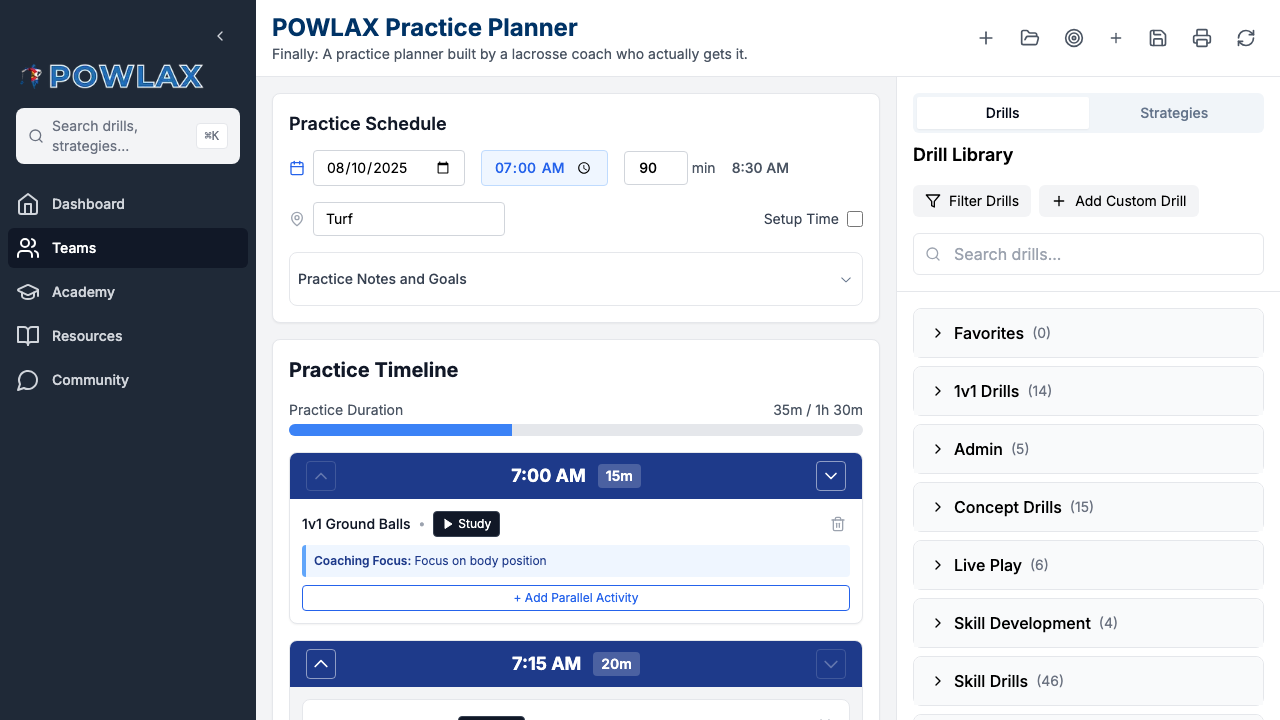 POWLAX
Search drills,
strategies...
⌘K
Dashboard
Teams
Academy
Resources
Community
POWLAX Practice Planner
Finally: A practice planner built by a lacrosse coach who actually gets it.
Practice Schedule
08/10/2025
07:00 AM
90 min
8:30 AM
Turf
Setup Time
Practice Notes and Goals
Practice Timeline
Practice Duration
35m / 1h 30m
7:00 AM 15m
1v1 Ground Balls • Study
Coaching Focus: Focus on body position
+ Add Parallel Activity
7:15 AM 20m
Drills
Strategies
Drill Library
Filter Drills
Add Custom Drill
Search drills...
Favorites (0)
1v1 Drills (14)
Admin (5)
Concept Drills (15)
Live Play (6)
Skill Development (4)
Skill Drills (46)